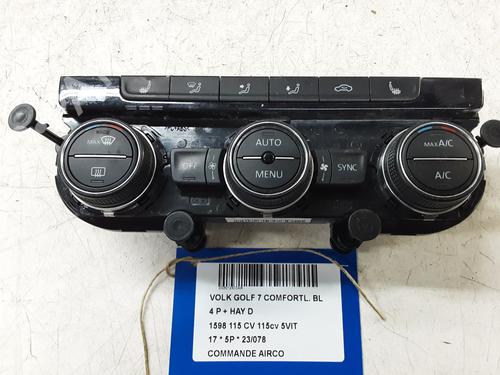 MAX
OFF
AUTO
MENU
SYNC
MAX A/C
A/C
VOLK GOLF 7 COMFORTL. BL
4 P + HAY D
1598 115 CV 115cv 5VIT
17 * 5P * 23/078
COMMANDE AIRCO